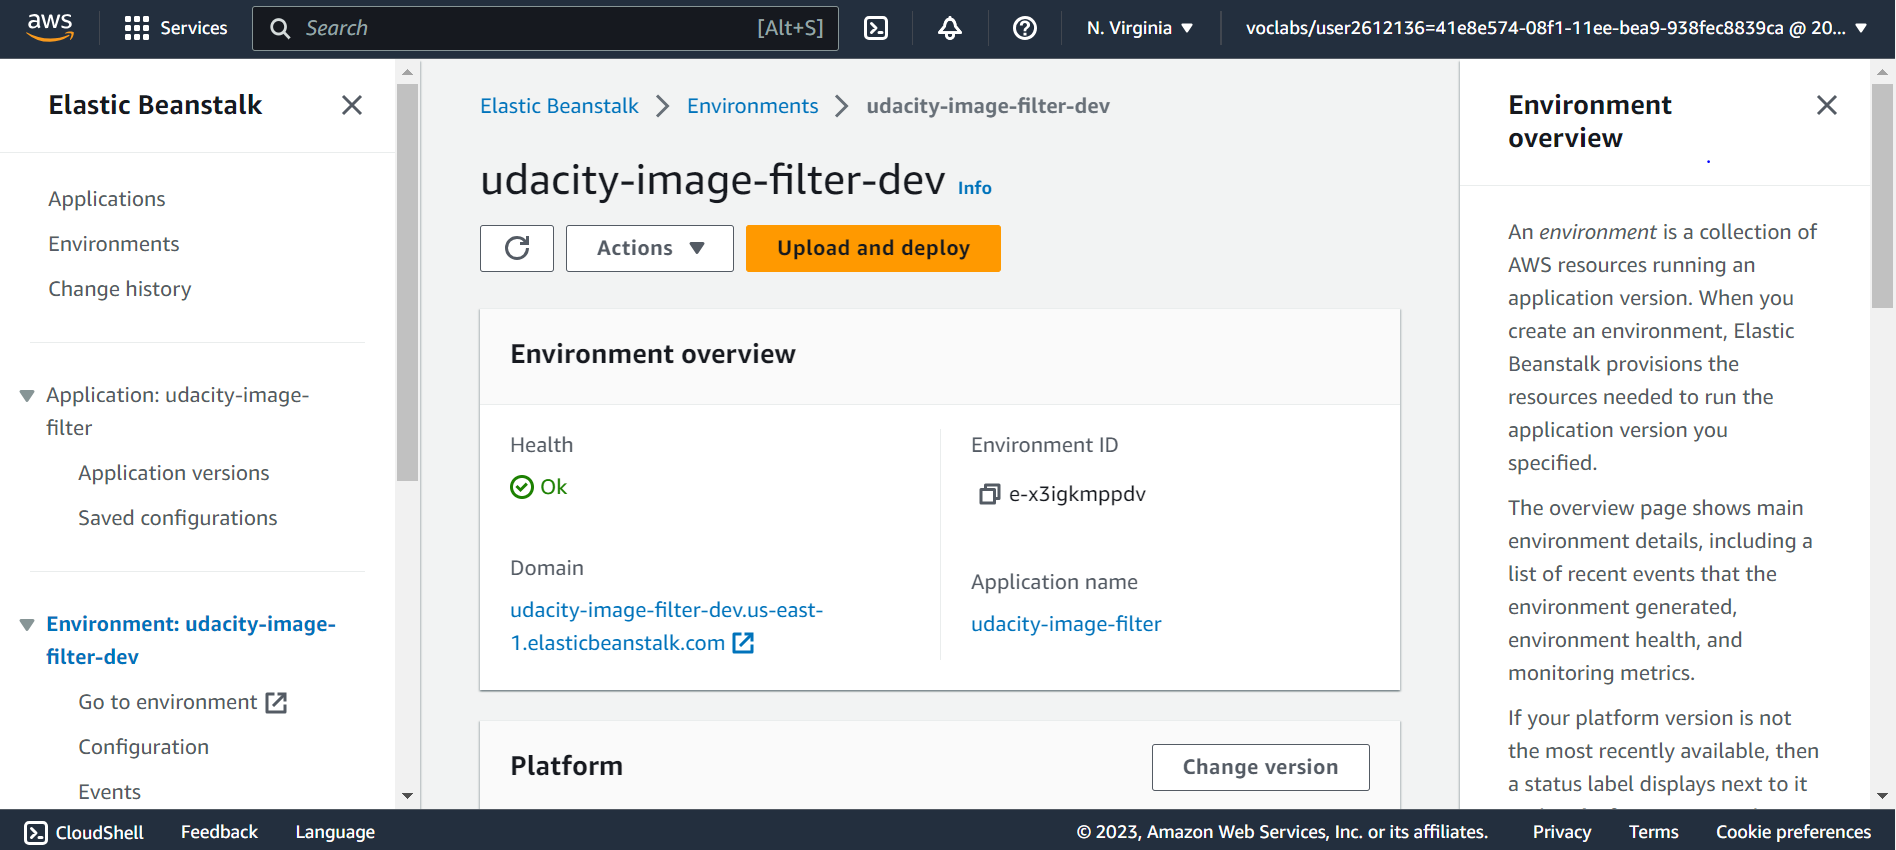 aws
Services
Search
[Alt+S]
N. Virginia
voclabs/user2612136=41e8e574-08f1-11ee-bea9-938fec8839ca @ 20...
Elastic Beanstalk
Applications
Environments
Change history
Application: udacity-image-
filter
Application versions
Saved configurations
Environment: udacity-image-
filter-dev
Go to environment
Configuration
Events
Elastic Beanstalk
Environments
udacity-image-filter-dev
udacity-image-filter-dev Info
Actions
Upload and deploy
Environment overview
Health
Ok
Domain
udacity-image-filter-dev.us-east-
1.elasticbeanstalk.com
Environment ID
e-x3igkmppdv
Application name
udacity-image-filter
Platform
Change version
Environment
overview
An environment is a collection of
AWS resources running an
application version. When you
create an environment, Elastic
Beanstalk provisions the
resources needed to run the
application version you
specified.
The overview page shows main
environment details, including a
list of recent events that the
environment generated,
environment health, and
monitoring metrics.
If your platform version is not
the most recently available, then
a status label displays next to it
CloudShell
Feedback
Language
© 2023, Amazon Web Services, Inc. or its affiliates.
Privacy
Terms
Cookie preferences